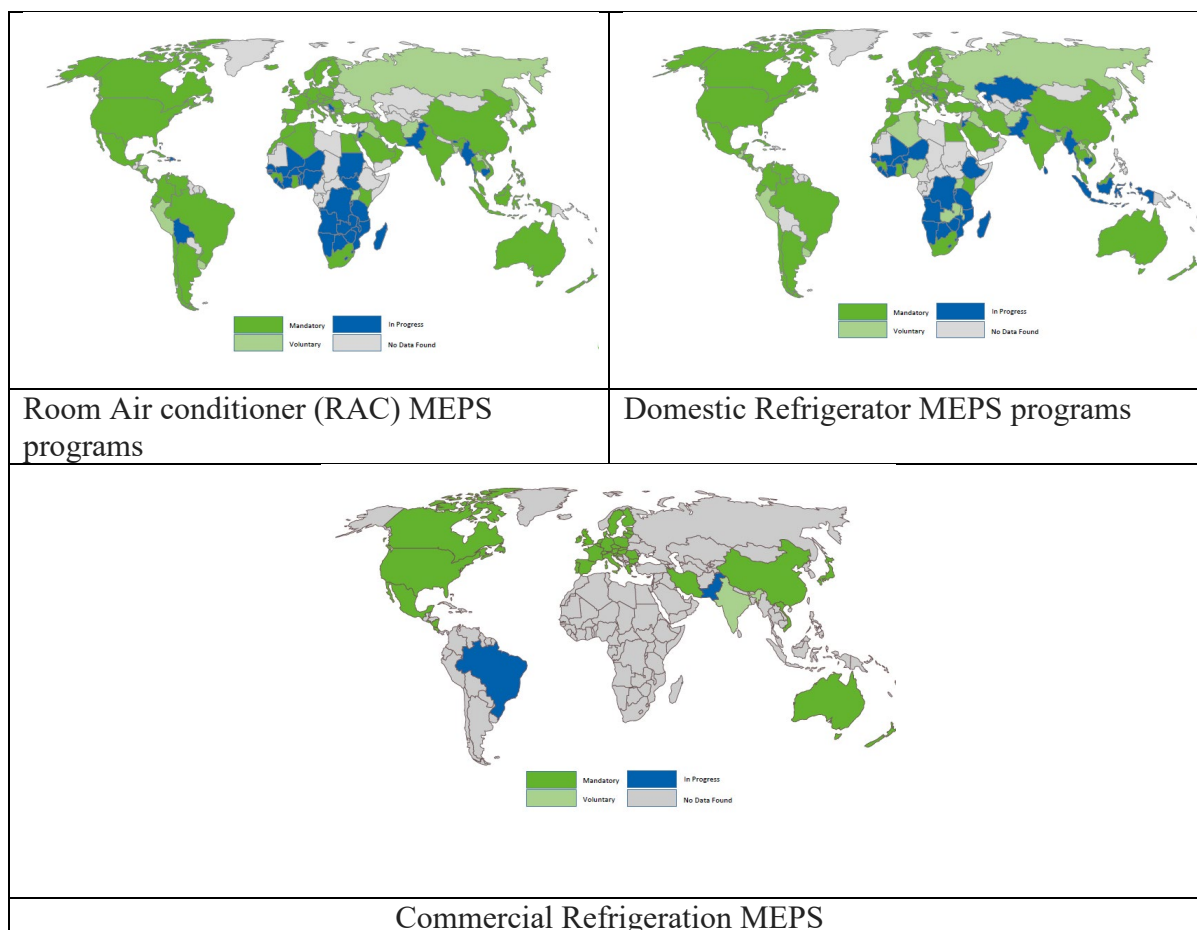 Mandatory
In Progress
Voluntary
No Data Found
Mandatory
In Progress
Voluntary
No Data Found
Room Air conditioner (RAC) MEPS
programs
Domestic Refrigerator MEPS programs
Mandatory
In Progress
Voluntary
No Data Found
Commercial Refrigeration MEPS